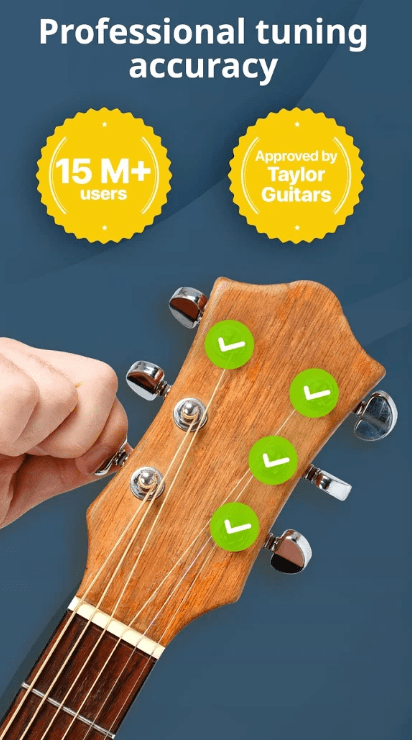 Professional tuning
accuracy
15 M+
users
Approved by
Taylor
Guitars